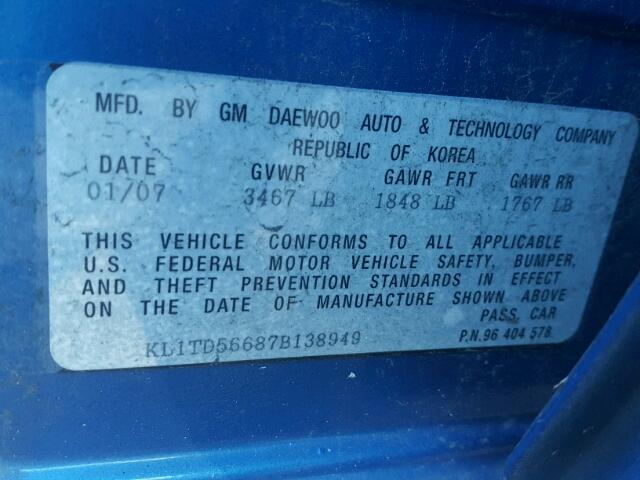 MFD. BY GM DAEWOO AUTO & TECHNOLOGY COMPANY
REPUBLIC OF KOREA
DATE GVWR GAWR FRT GAWR RR
01/07 3467 LB 1848 LB 1767 LB
THIS VEHICLE CONFORMS TO ALL APPLICABLE
U.S. FEDERAL MOTOR VEHICLE SAFETY, BUMPER,
AND THEFT PREVENTION STANDARDS IN EFFECT
ON THE DATE OF MANUFACTURE SHOWN ABOVE
PASS, CAR
KL1TD56687B138949 P.N.96 404 578